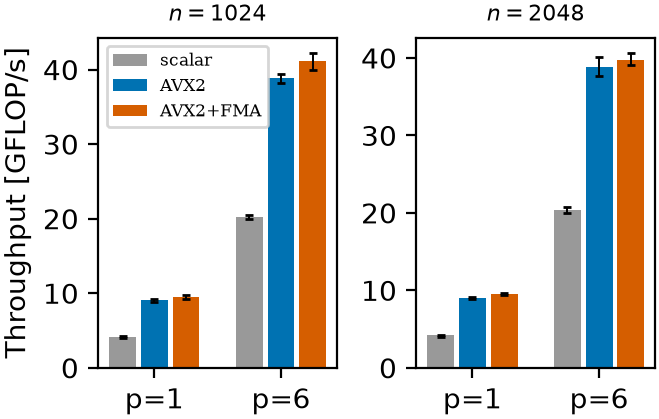 n = 1024
n = 2048
Throughput [GFLOP/s]
scalar
AVX2
AVX2+FMA
40
30
20
10
0
p=1
p=6
40
30
20
10
0
p=1
p=6